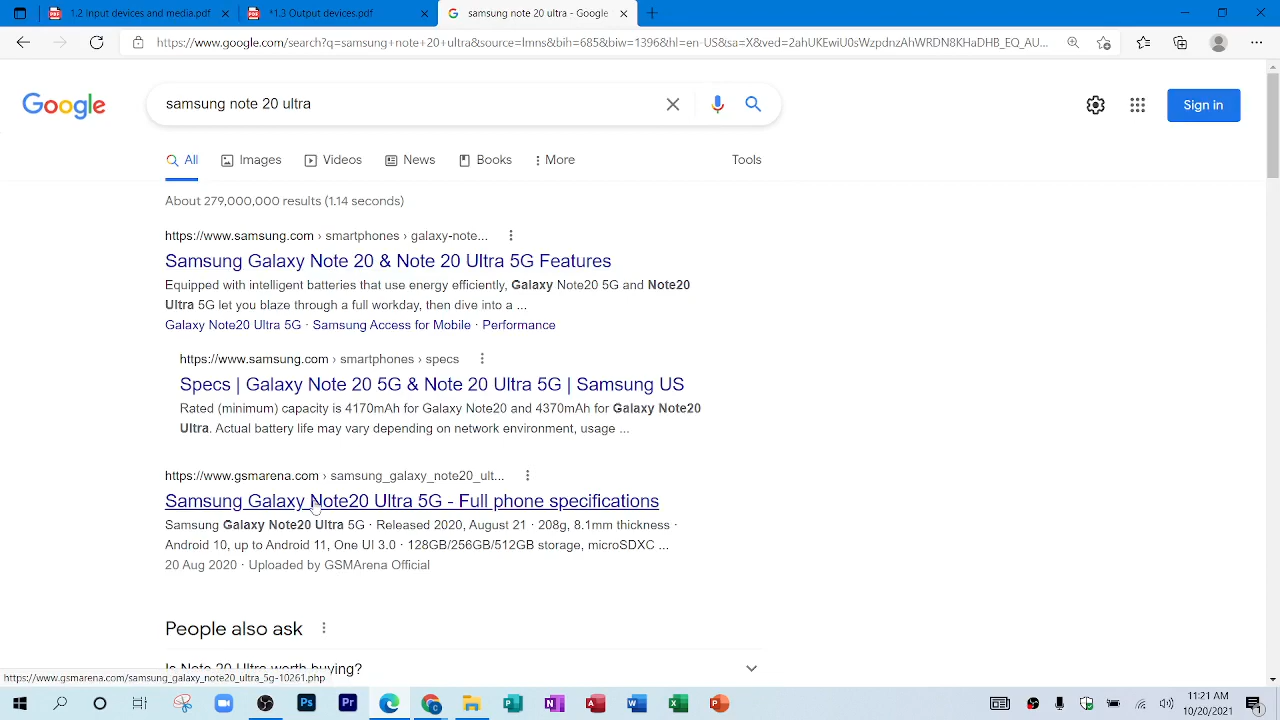 1.2 Input devices and media.pdf
*1.3 Output devices.pdf
samsung note 20 ultra - Google
https://www.google.com/search?q=samsung+note+20+ultra&source=lmns&bih=685&biw=1396&hl=en-US&sa=X&ved=2ahUKEwiU0sWzpdnzAhWRDN8KHaDHB_EQ_AU...
Google
samsung note 20 ultra
Sign in
All
Images
Videos
News
Books
More
Tools
About 279,000,000 results (1.14 seconds)
https://www.samsung.com › smartphones › galaxy-note...
Samsung Galaxy Note 20 & Note 20 Ultra 5G Features
Equipped with intelligent batteries that use energy efficiently, Galaxy Note20 5G and Note20
Ultra 5G let you blaze through a full workday, then dive into a ...
Galaxy Note20 Ultra 5G · Samsung Access for Mobile · Performance
https://www.samsung.com › smartphones › specs
Specs | Galaxy Note 20 5G & Note 20 Ultra 5G | Samsung US
Rated (minimum) capacity is 4170mAh for Galaxy Note20 and 4370mAh for Galaxy Note20
Ultra. Actual battery life may vary depending on network environment, usage ...
https://www.gsmarena.com › samsung_galaxy_note20_ult...
Samsung Galaxy Note20 Ultra 5G - Full phone specifications
Samsung Galaxy Note20 Ultra 5G · Released 2020, August 21 · 208g, 8.1mm thickness ·
Android 10, up to Android 11, One UI 3.0 · 128GB/256GB/512GB storage, microSDXC ...
20 Aug 2020 · Uploaded by GSMArena Official
People also ask
Is Note 20 Ultra worth buying?
https://www.gsmarena.com/samsung_galaxy_note20_ultra_5g-10261.php
Ps
Pr
11:21 AM
10/20/2021